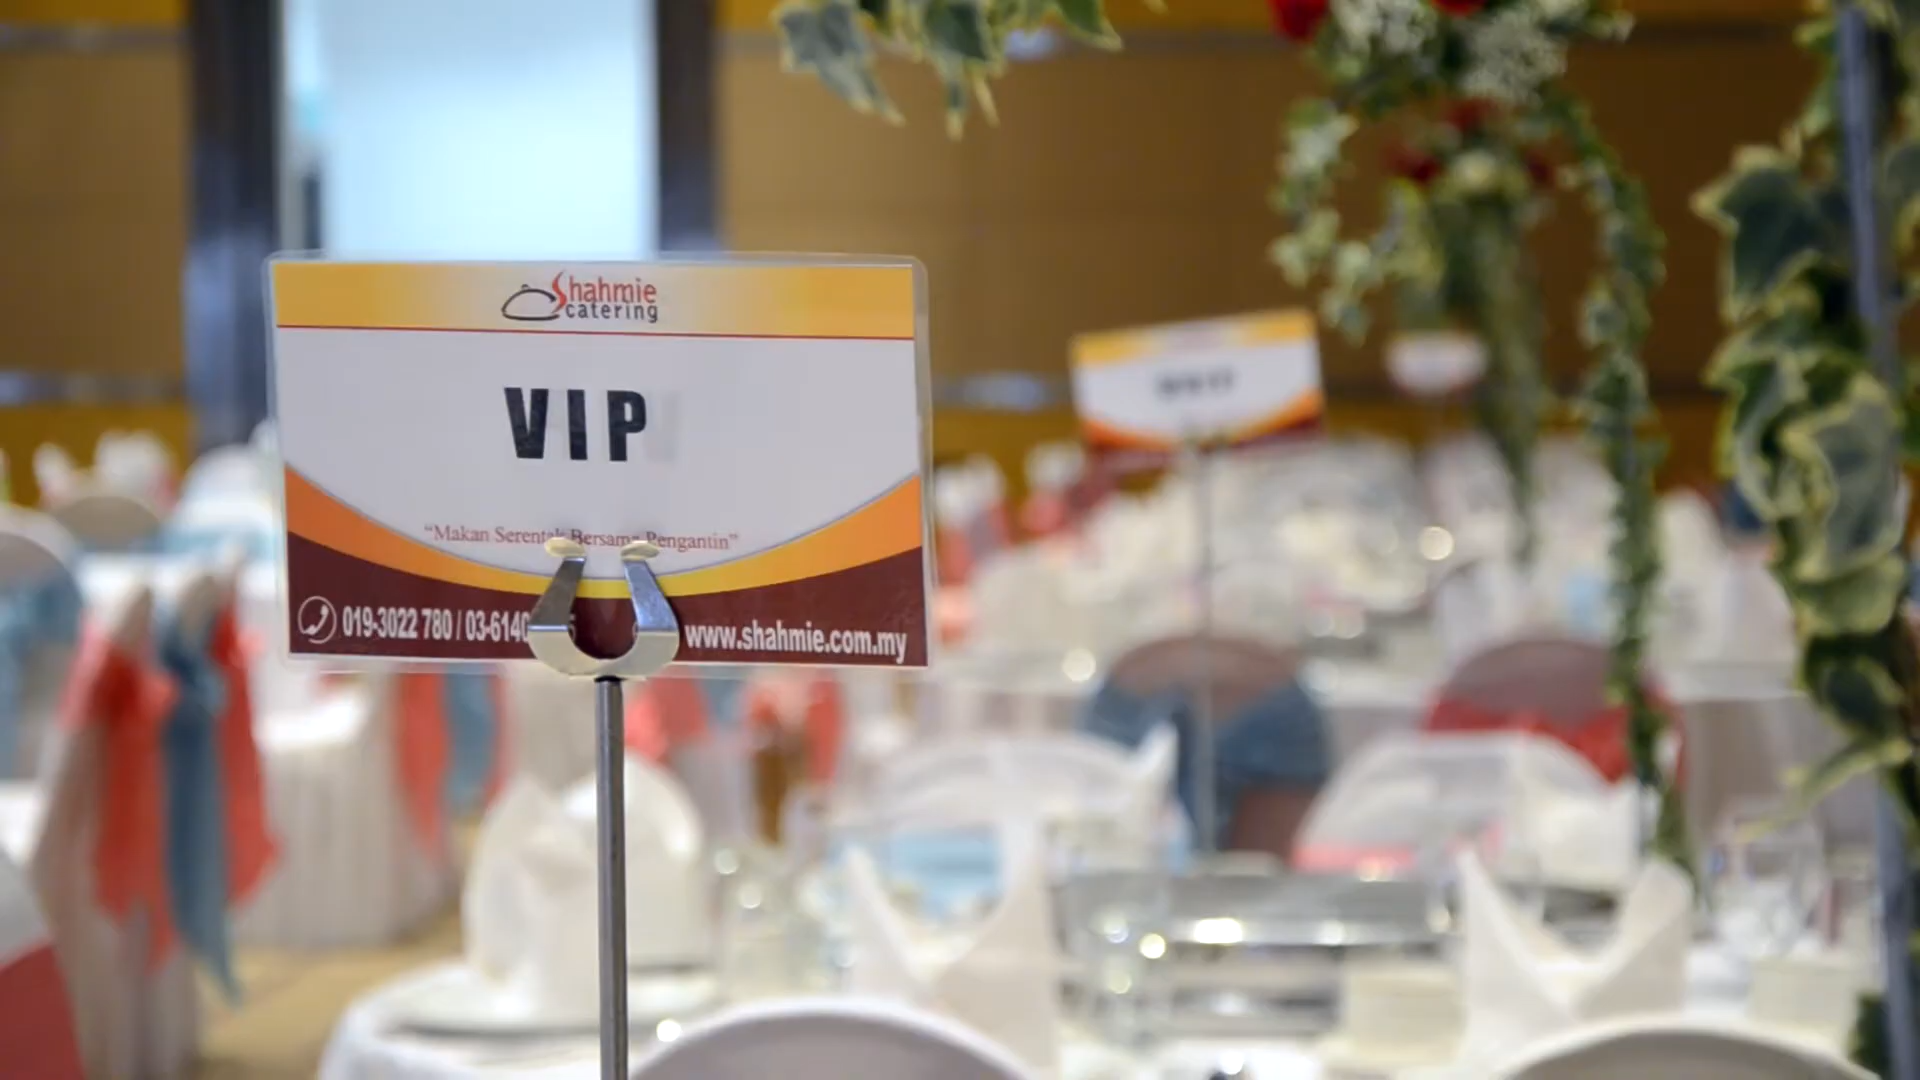 Shahmie
catering
VIP
“Makan Serentak Bersama Pengantin”
019-3022 780 / 03-6140
www.shahmie.com.my